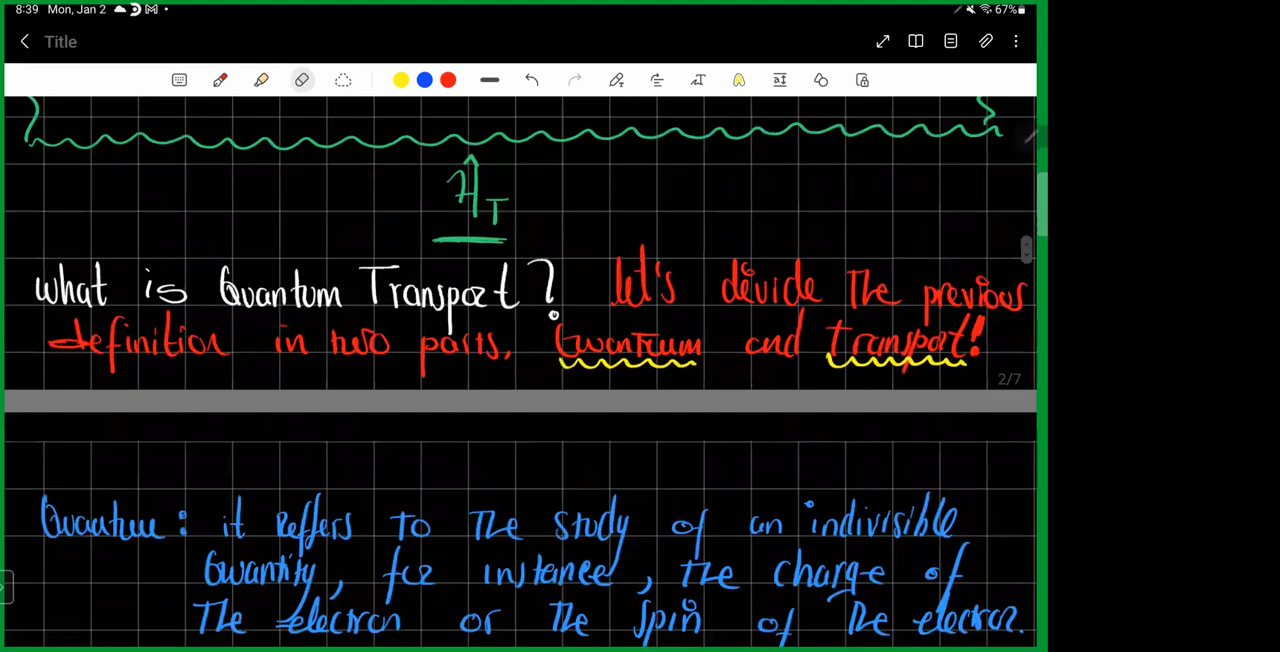 8:39 Mon, Jan 2
67%
Title
T
What is Quantum Transport? Let's divide The previous
definition in two parts, Quantum and Transport!
2/7
Quantum: it Reffers To The study of an indivisible
Quantity, for instance, The charge of
The electron or The spin of The electron.